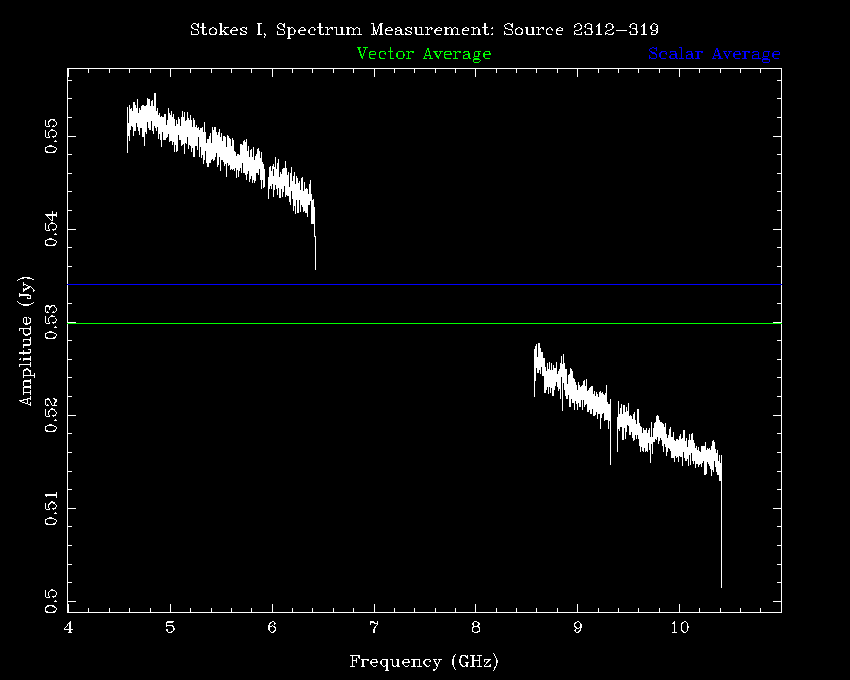 Stokes I, Spectrum Measurement: Source 2312-319
Vector Average Scalar Average
0.55
0.54
0.53
0.52
0.51
0.5
Amplitude (Jy)
4 5 6 7 8 9 10
Frequency (GHz)